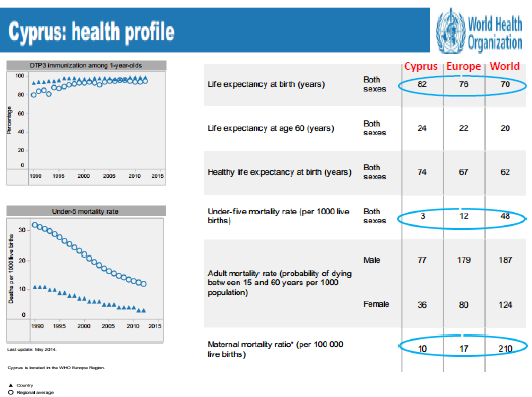 Cyprus: health profile
World Health
Organization
DTP3 immunization among 1-year-olds
Percentage
100
80
60
40
20
0
1990 1995 2000 2005 2010 2015
Under-5 mortality rate
Deaths per 1000 live births
30
20
10
0
1990 1995 2000 2005 2010 2015
Last update: May 2014.
Cyprus is located in the WHO Europe Region.
Country
Regional average
Cyprus Europe World
Life expectancy at birth (years) Both sexes 82 76 70
Life expectancy at age 60 (years) Both sexes 24 22 20
Healthy life expectancy at birth (years) Both sexes 74 67 62
Under-five mortality rate (per 1000 live
births) Both sexes 3 12 48
Adult mortality rate (probability of dying
between 15 and 60 years per 1000
population)
Male 77 179 187
Female 36 80 124
Maternal mortality ratio* (per 100 000
live births) 10 17 210